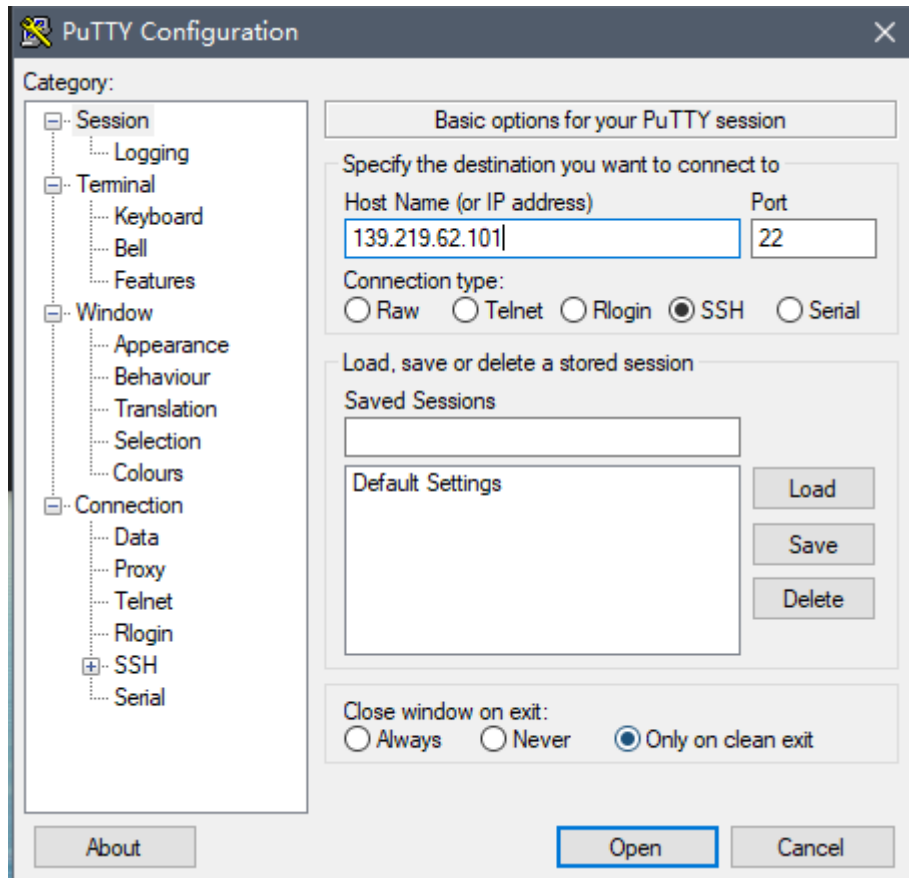 PuTTY Configuration
Category:
Session
Logging
Terminal
Keyboard
Bell
Features
Window
Appearance
Behaviour
Translation
Selection
Colours
Connection
Data
Proxy
Telnet
Rlogin
SSH
Serial
Basic options for your PuTTY session
Specify the destination you want to connect to
Host Name (or IP address) Port
139.219.62.101 22
Connection type:
Raw Telnet Rlogin SSH Serial
Load, save or delete a stored session
Saved Sessions
Default Settings
Load
Save
Delete
Close window on exit:
Always Never Only on clean exit
About Open Cancel